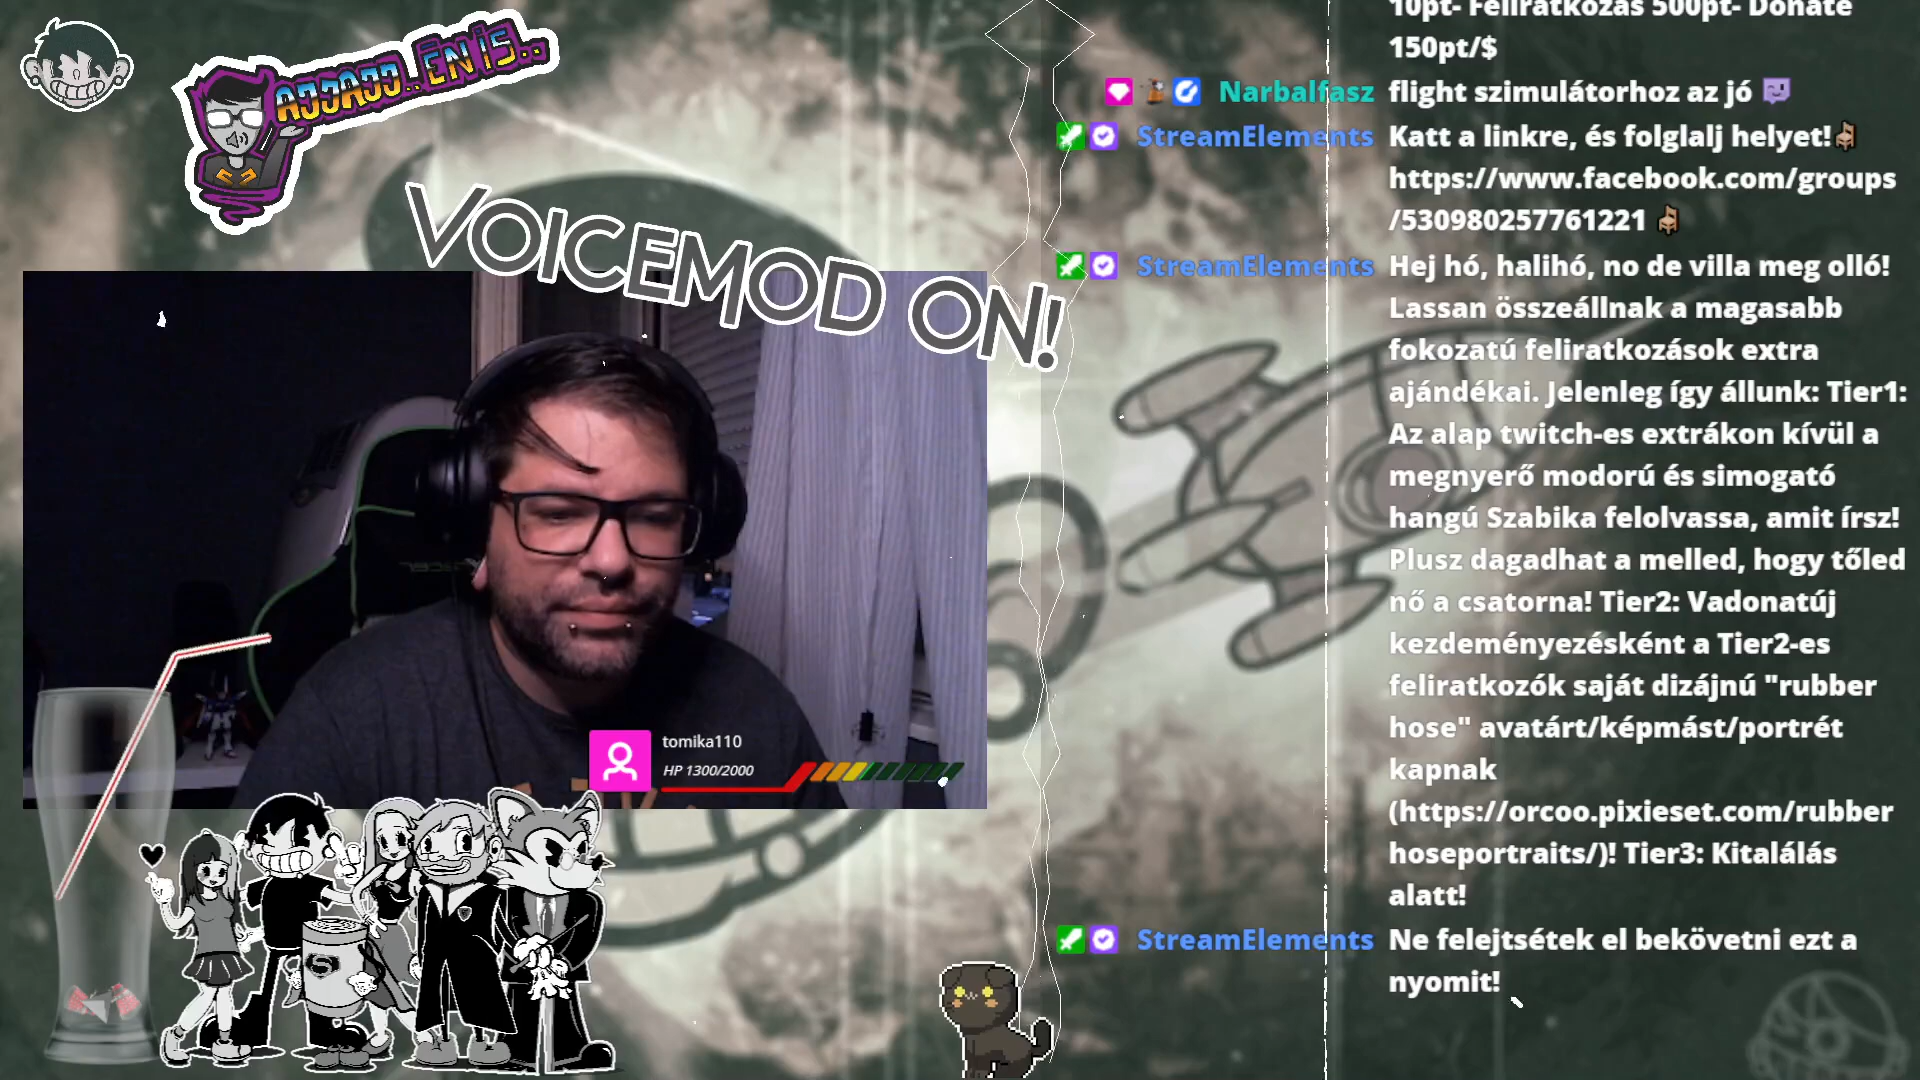 AJJAJJ..ÉN IS..
VOICEMOD ON!
tomika110
HP 1300/2000
10pt- Feliratkozás 500pt- Donate
150pt/$
Narbalfasz flight szimulátorhoz az jó
StreamElements Katt a linkre, és folglalj helyet!
https://www.facebook.com/groups
/530980257761221
StreamElements Hej hó, halihó, no de villa meg olló!
Lassan összeállnak a magasabb
fokozatú feliratkozások extra
ajándékai. Jelenleg így állunk: Tier1:
Az alap twitch-es extrákon kívül a
megnyerő modorú és simogató
hangú Szabika felolvassa, amit írsz!
Plusz dagadhat a melled, hogy tőled
nő a csatorna! Tier2: Vadonatúj
kezdeményezésként a Tier2-es
feliratkozók saját dizájnú "rubber
hose" avatárt/képmást/portrét
kapnak
(https://orcoo.pixieset.com/rubber
hoseportraits/)! Tier3: Kitalálás
alatt!
StreamElements Ne felejtsétek el bekövetni ezt a
nyomit!